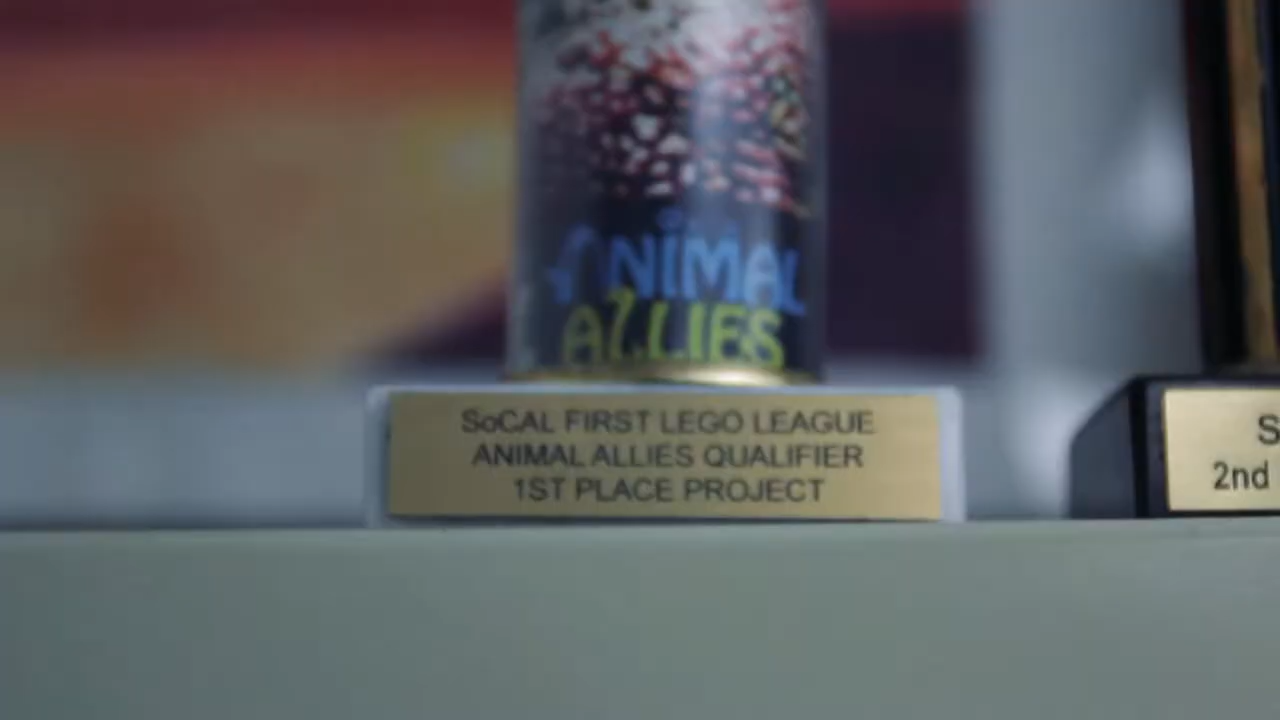 ANiMAL
ALLIES
SoCAL FIRST LEGO LEAGUE
ANIMAL ALLIES QUALIFIER
1ST PLACE PROJECT
S
2nd